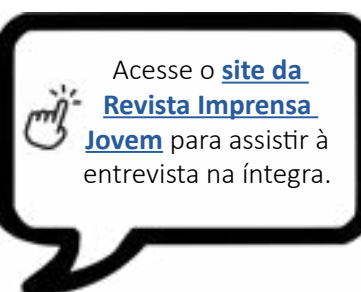 Acesse o site da
Revista Imprensa
Jovem para assistir à
entrevista na íntegra.